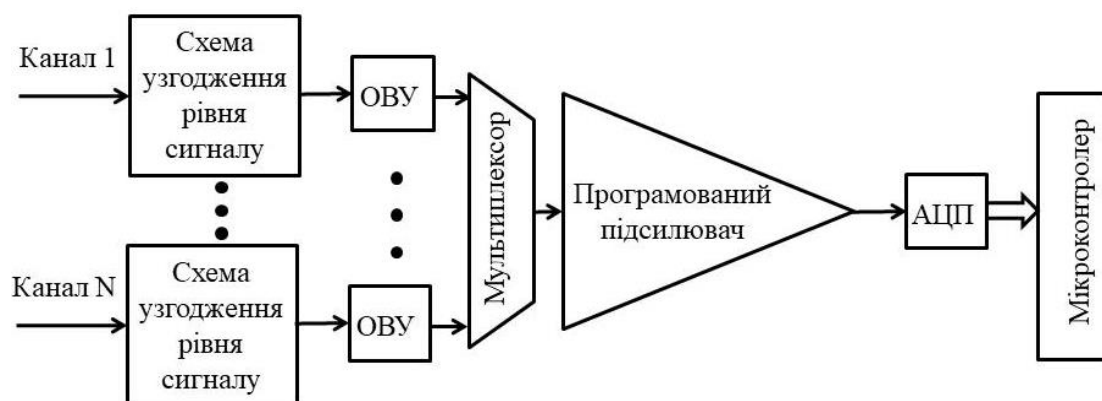 Канал 1
Схема
узгодження
рівня
сигналу
ОВУ
Канал N
Схема
узгодження
рівня
сигналу
ОВУ
Мультиплексор
Програмований
підсилювач
АЦП
Мікроконтролер